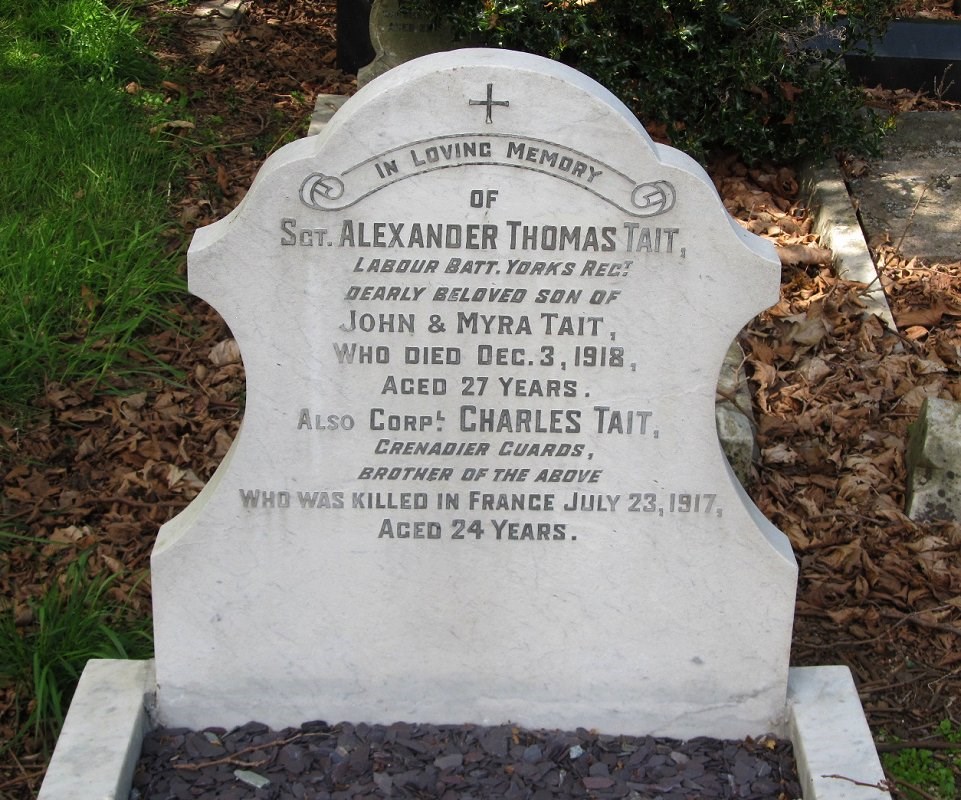 IN LOVING MEMORY
OF
SGT. ALEXANDER THOMAS TAIT,
LABOUR BATT. YORKS REGT.
DEARLY BELOVED SON OF
JOHN & MYRA TAIT,
WHO DIED DEC. 3, 1918,
AGED 27 YEARS.
ALSO CORPL. CHARLES TAIT,
GRENADIER GUARDS,
BROTHER OF THE ABOVE
WHO WAS KILLED IN FRANCE JULY 23, 1917,
AGED 24 YEARS.